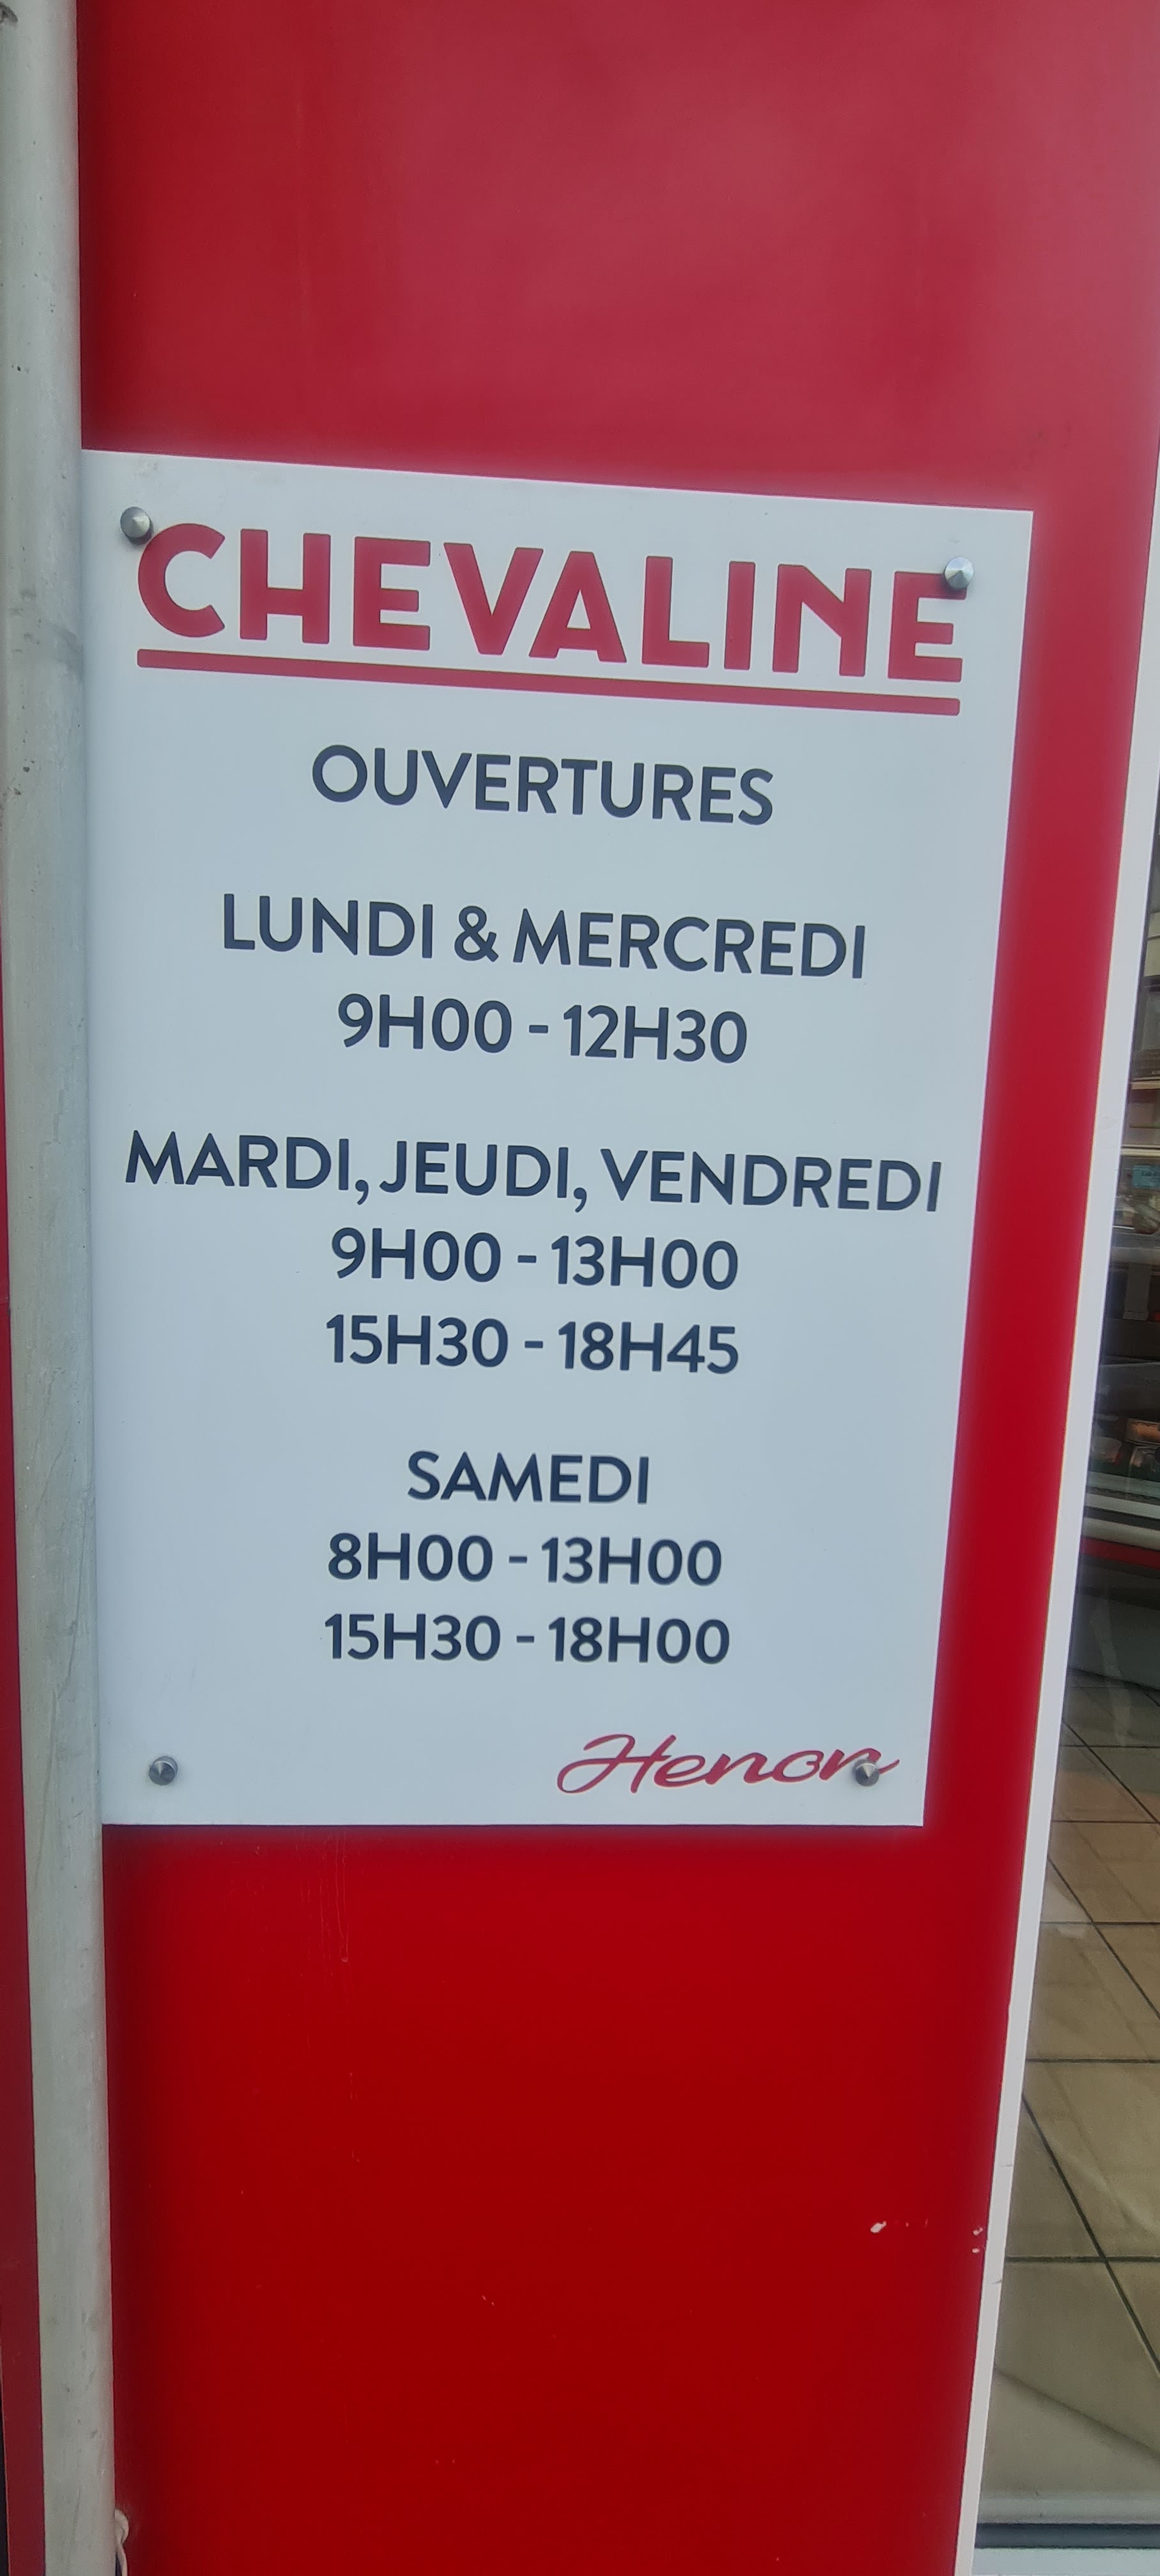 CHEVALINE
OUVERTURES
LUNDI & MERCREDI
9H00 - 12H30
MARDI, JEUDI, VENDREDI
9H00 - 13H00
15H30 - 18H45
SAMEDI
8H00 - 13H00
15H30 - 18H00
Henon